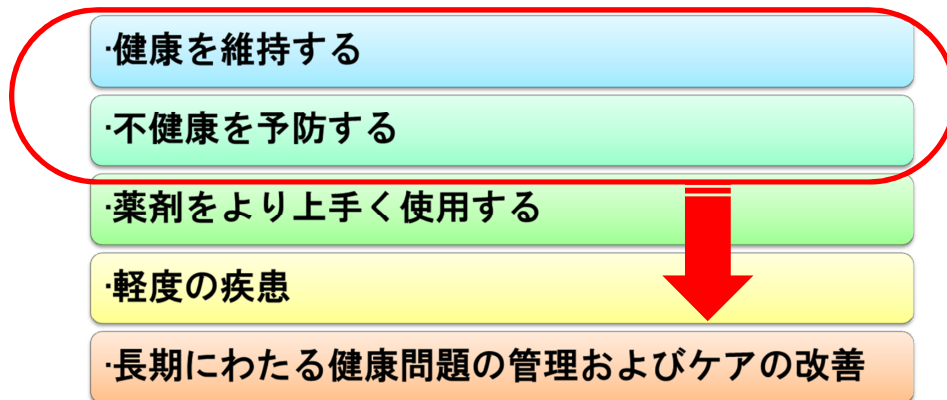 ·健康を維持する
·不健康を予防する
·薬剤をより上手く使用する
·軽度の疾患
·長期にわたる健康問題の管理およびケアの改善